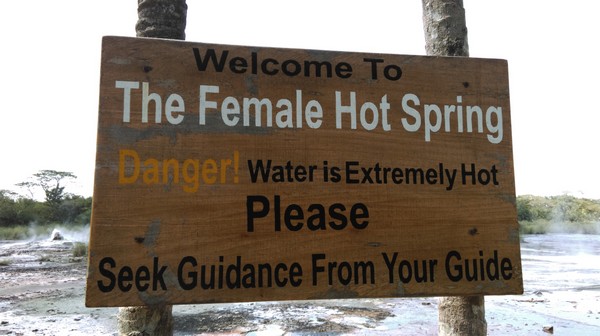 Welcome To
The Female Hot Spring
Danger! Water is Extremely Hot
Please
Seek Guidance From Your Guide